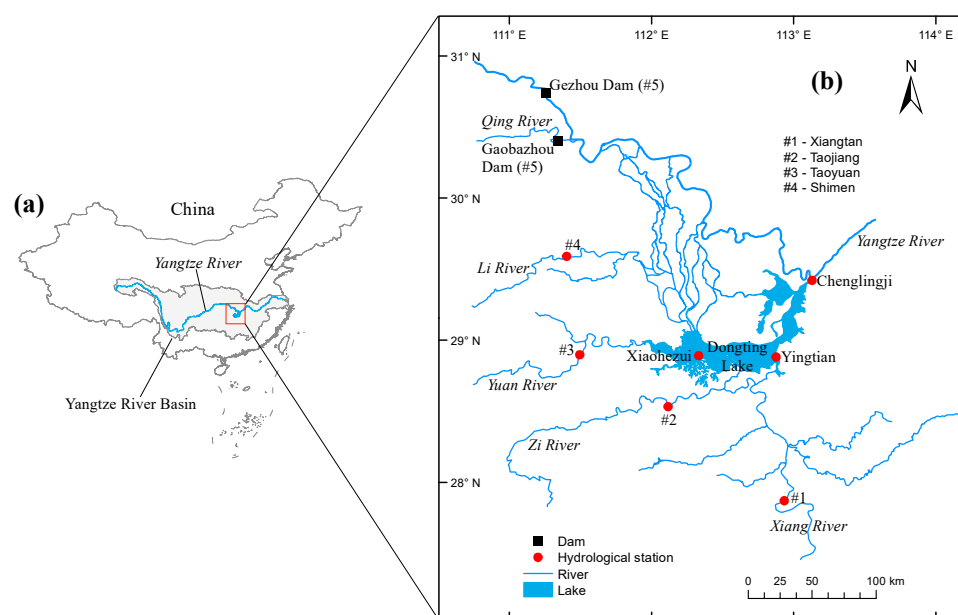 111° E
112° E
113° E
114° E
31° N
30° N
29° N
28° N
(a)
China
Yangtze River
Yangtze River Basin
(b)
N
Gezhou Dam (#5)
Qing River
Gaobazhou
Dam (#5)
#1 - Xiangtan
#2 - Taojiang
#3 - Taoyuan
#4 - Shimen
#4
Li River
Yangtze River
Chenglingji
#3
Xiaohezui
Dongting
Lake
Yingtian
Yuan River
#2
Zi River
#1
Xiang River
Dam
Hydrological station
River
Lake
0 25 50 100 km